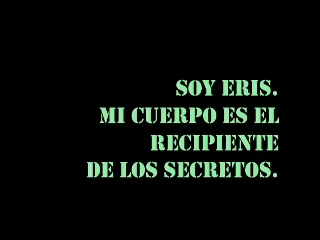 SOY ERIS.
MI CUERPO ES EL
RECIPIENTE
DE LOS SECRETOS.